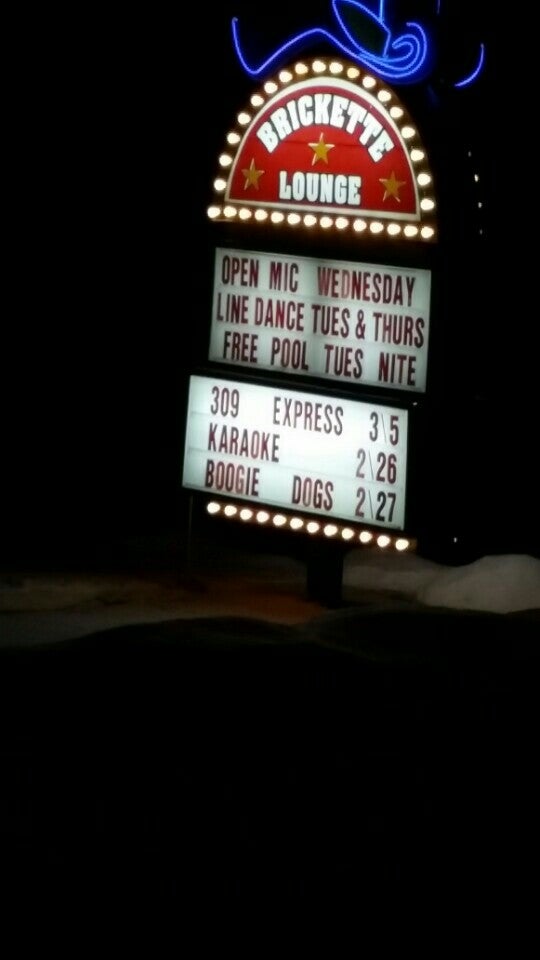 BRICKETTE
LOUNGE
OPEN MIC WEDNESDAY
LINE DANCE TUES & THURS
FREE POOL TUES NITE
309 EXPRESS 3\5
KARAOKE 2\26
BOOGIE DOGS 2\27